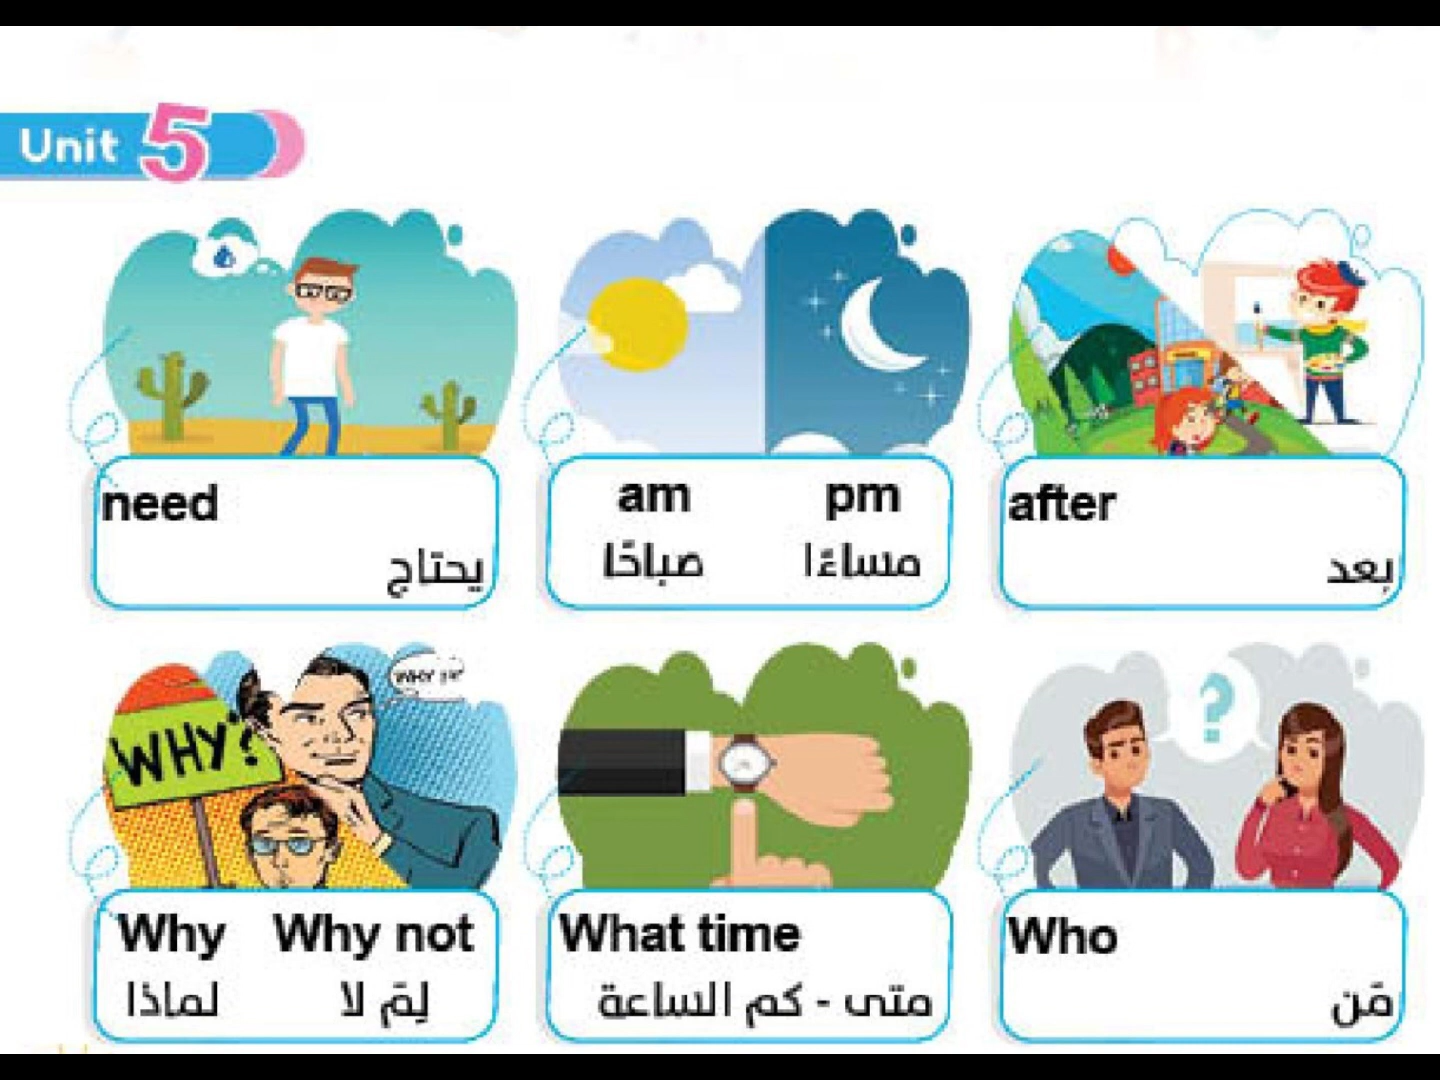 Unit 5
need
يحتاج
am pm
صباحًا مساءًا
after
بعد
WHY?
WHY
Why Why not
لماذا لِمَ لا
What time
متى - كم الساعة
?
Who
مَن